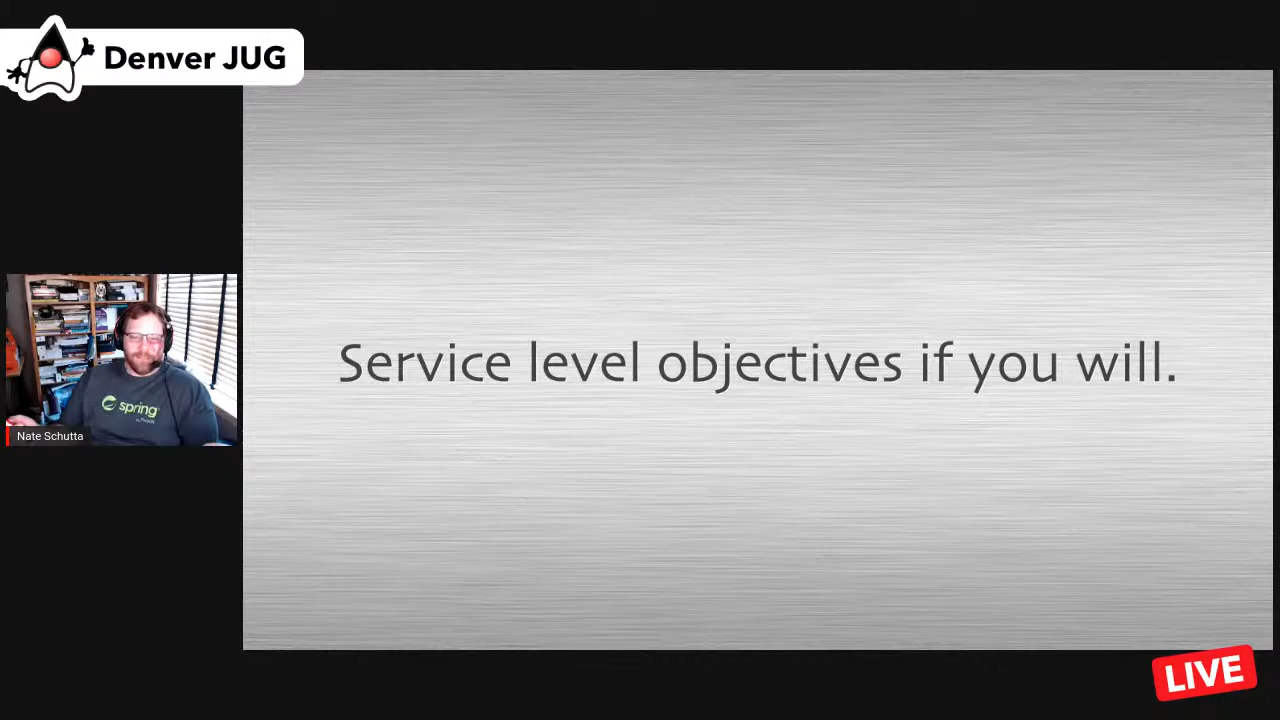 Denver JUG
Service level objectives if you will.
spring
Nate Schutta
LIVE